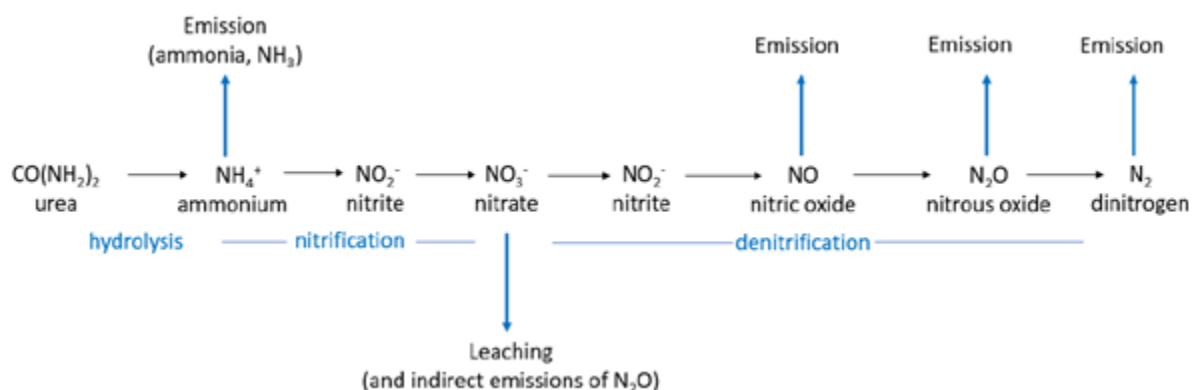 Emission
(ammonia, NH₃)
Emission
Emission
Emission
CO(NH₂)₂
NH₄⁺
NO₂⁻
NO₃⁻
NO₂⁻
NO
N₂O
N₂
urea
ammonium
nitrite
nitrate
nitrite
nitric oxide
nitrous oxide
dinitrogen
hydrolysis
nitrification
denitrification
Leaching
(and indirect emissions of N₂O)